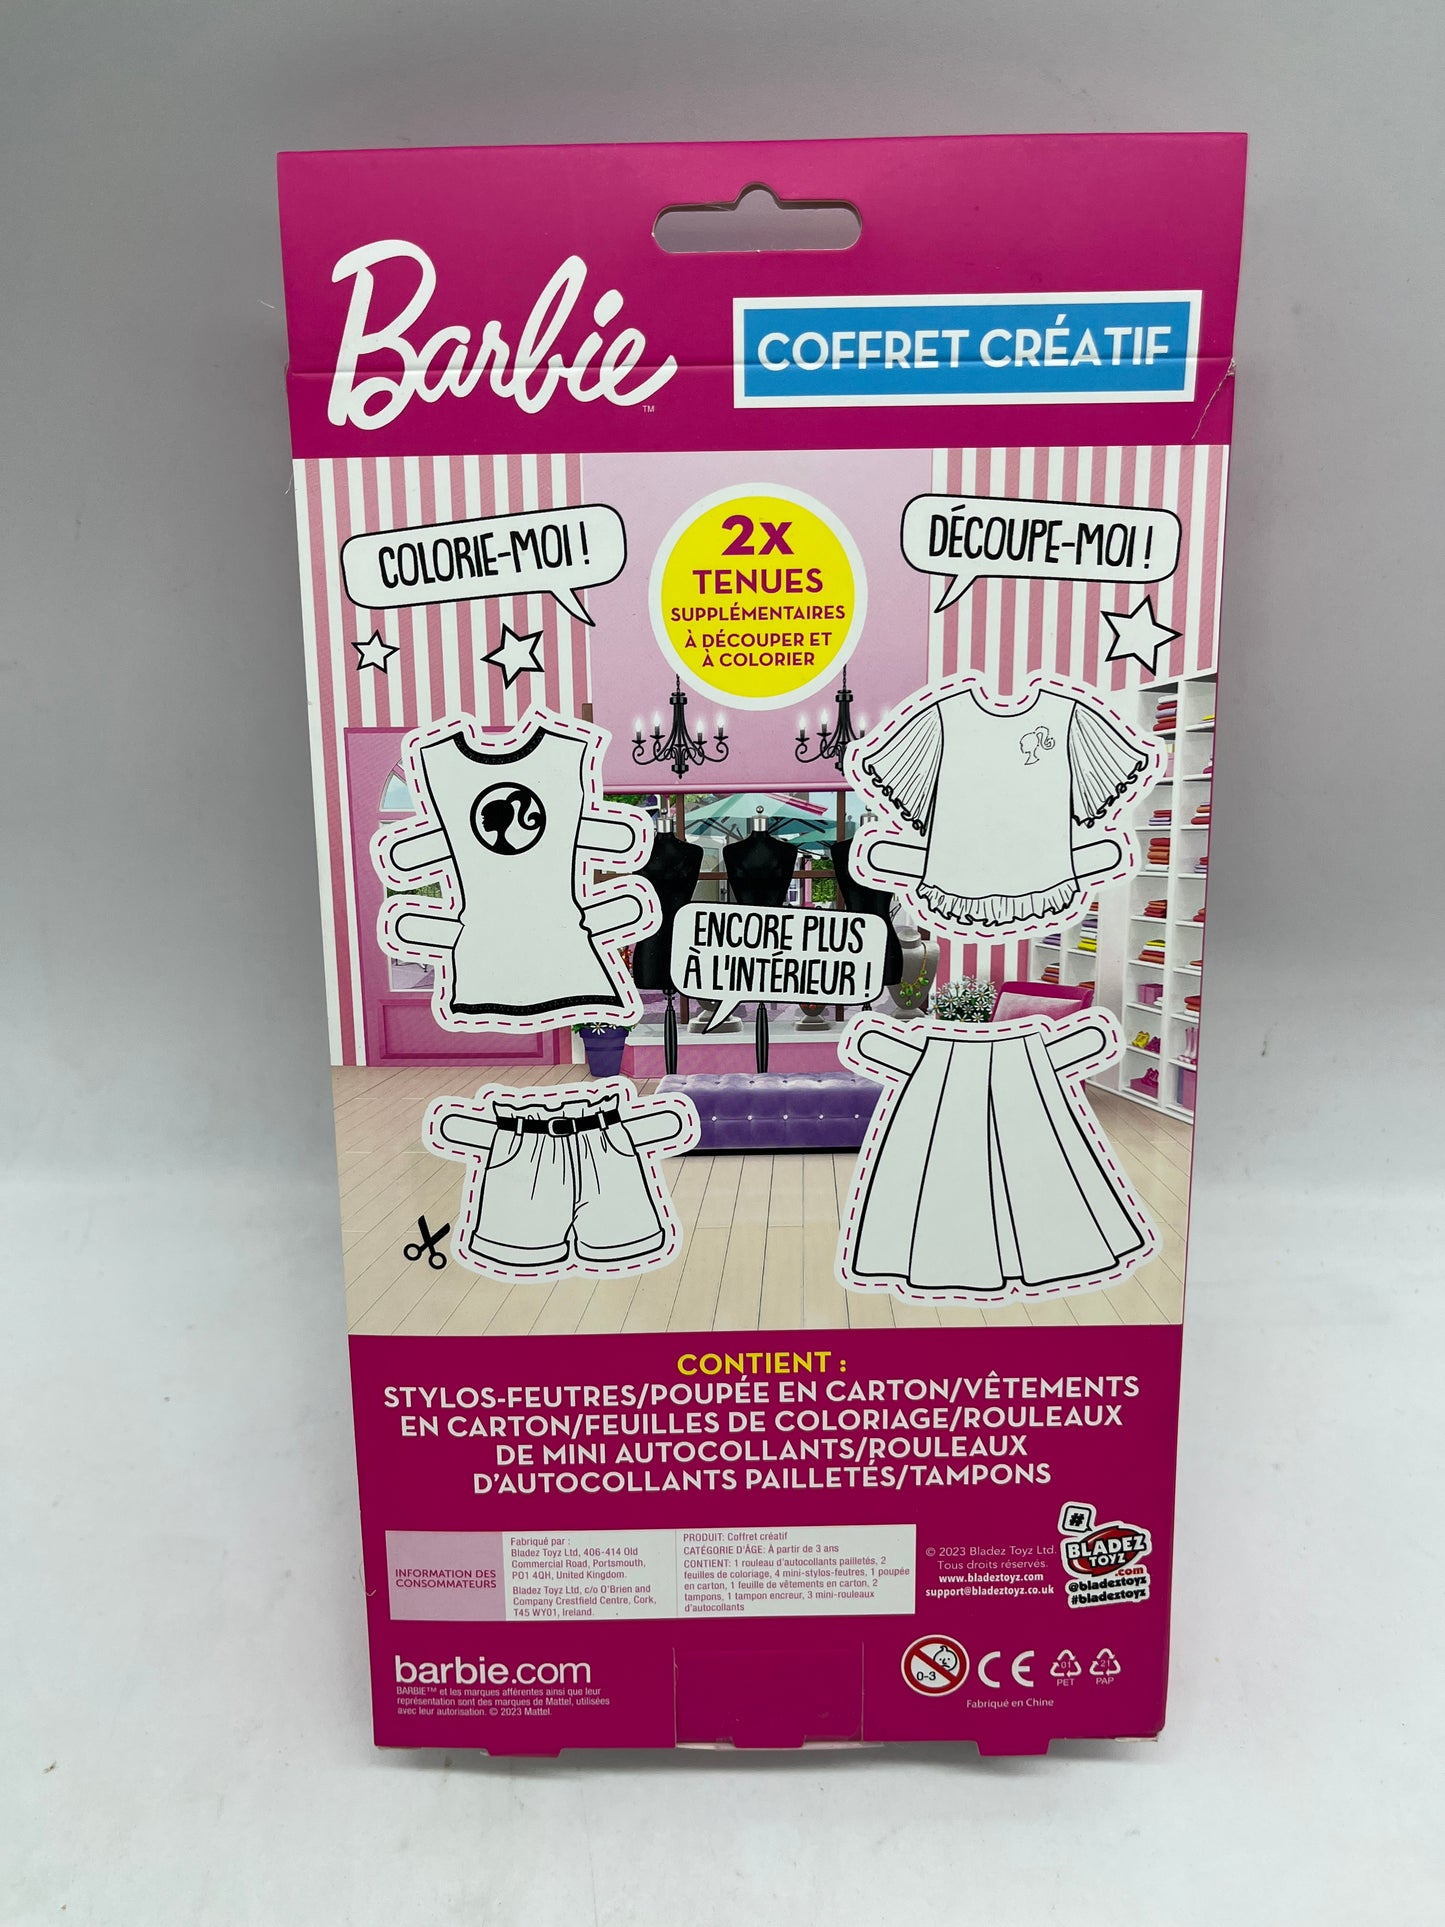 Barbie™
COFFRET CRÉATIF
COLORIE-MOI !
2x
TENUES
SUPPLÉMENTAIRES
À DÉCOUPER ET
À COLORIER
DÉCOUPE-MOI !
ENCORE PLUS
À L'INTÉRIEUR !
CONTIENT :
STYLOS-FEUTRES/POUPÉE EN CARTON/VÊTEMENTS
EN CARTON/FEUILLES DE COLORIAGE/ROULEAUX
DE MINI AUTOCOLLANTS/ROULEAUX
D'AUTOCOLLANTS PAILLETÉS/TAMPONS
INFORMATION DES
CONSOMMATEURS
Fabriqué par :
Bladez Toyz Ltd, 406-414 Old
Commercial Road, Portsmouth,
PO1 4QH, United Kingdom.
Bladez Toyz Ltd, c/o O'Brien and
Company Crestfield Centre, Cork,
T45 WY01, Ireland.
PRODUIT: Coffret créatif
CATÉGORIE D'ÂGE: À partir de 3 ans
CONTIENT: 1 rouleau d'autocollants pailletés, 2
feuilles de coloriage, 4 mini-stylos-feutres, 1 poupée
en carton, 1 feuille de vêtements en carton, 2
tampons, 1 tampon encreur, 3 mini-rouleaux
d'autocollants
© 2023 Bladez Toyz Ltd.
Tous droits réservés.
www.bladeztoyz.com
support@bladeztoyz.co.uk
#
BLADEZ
TOYZ
.com
@bladeztoyz
#bladeztoyz
barbie.com
BARBIE™ et les marques afférentes ainsi que leur
représentation sont des marques de Mattel, utilisées
avec leur autorisation. © 2023 Mattel.
0-3
CE
01
PET
21
PAP
Fabriqué en Chine